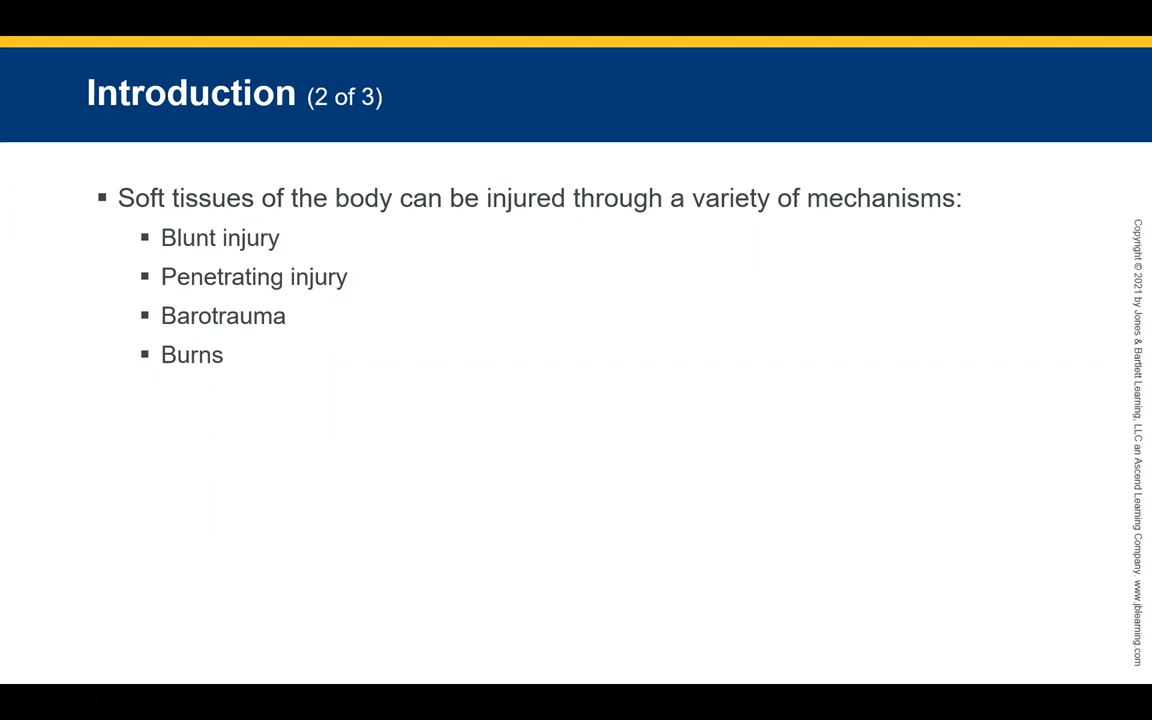 Introduction (2 of 3)
Soft tissues of the body can be injured through a variety of mechanisms:
Blunt injury
Penetrating injury
Barotrauma
Burns
Copyright © 2021 by Jones & Bartlett Learning, LLC an Ascend Learning Company. www.jblearning.com